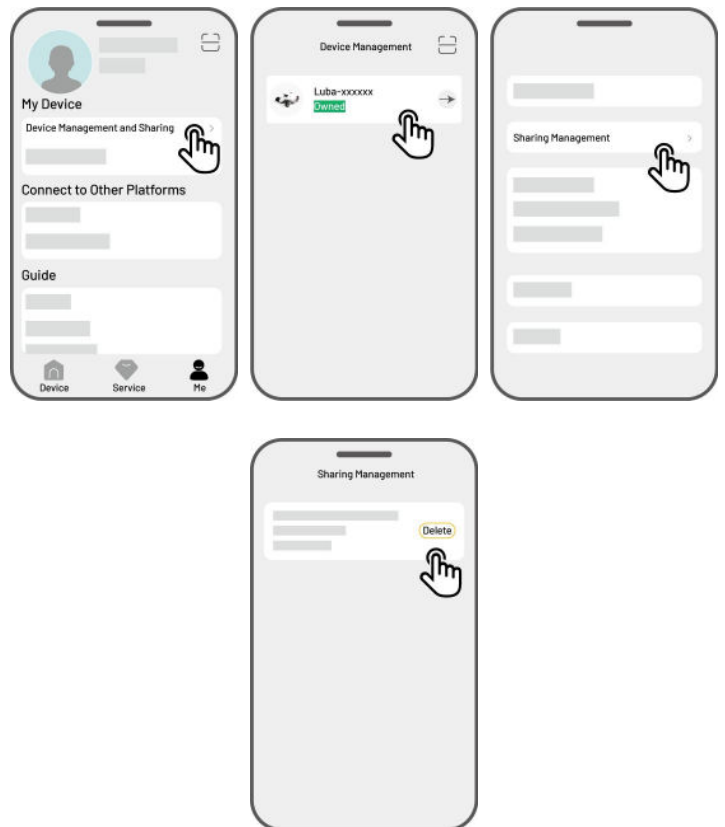 My Device
Device Management and Sharing
Connect to Other Platforms
Guide
Device
Service
Me
Device Management
Luba-xxxxxx
Owned
Sharing Management
Sharing Management
Delete